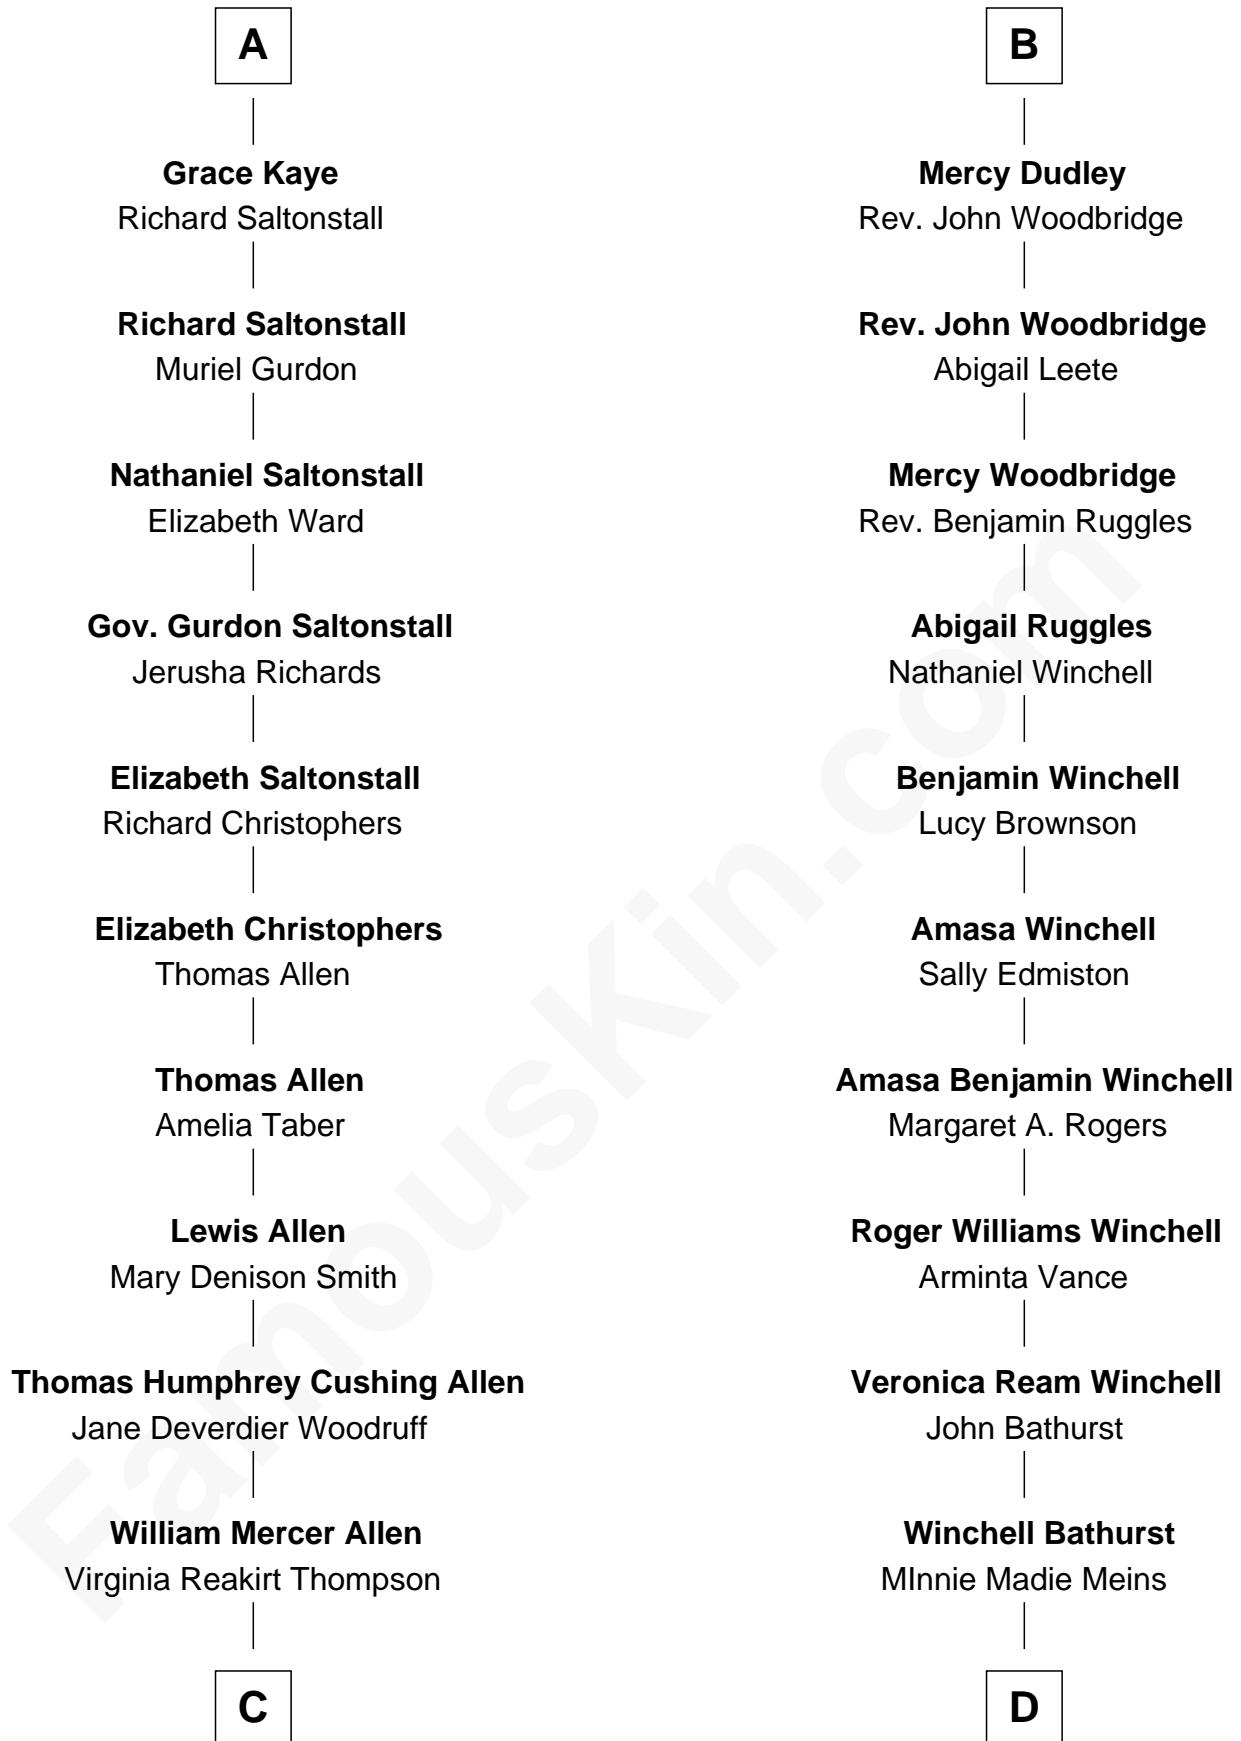 A
Grace Kaye
Richard Saltonstall
Richard Saltonstall
Muriel Gurdon
Nathaniel Saltonstall
Elizabeth Ward
Gov. Gurdon Saltonstall
Jerusha Richards
Elizabeth Saltonstall
Richard Christophers
Elizabeth Christophers
Thomas Allen
Thomas Allen
Amelia Taber
Lewis Allen
Mary Denison Smith
Thomas Humphrey Cushing Allen
Jane Deverdier Woodruff
William Mercer Allen
Virginia Reakirt Thompson
C
B
Mercy Dudley
Rev. John Woodbridge
Rev. John Woodbridge
Abigail Leete
Mercy Woodbridge
Rev. Benjamin Ruggles
Abigail Ruggles
Nathaniel Winchell
Benjamin Winchell
Lucy Brownson
Amasa Winchell
Sally Edmiston
Amasa Benjamin Winchell
Margaret A. Rogers
Roger Williams Winchell
Arminta Vance
Veronica Ream Winchell
John Bathurst
Winchell Bathurst
MInnie Madie Meins
D
FamousKin.com